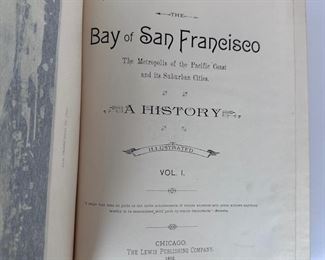 THE
Bay of San Francisco
The Metropolis of the Pacific Coast
and its Suburban Cities.
A HISTORY
ILLUSTRATED.
VOL. I.
CHICAGO:
THE LEWIS PUBLISHING COMPANY.
1892